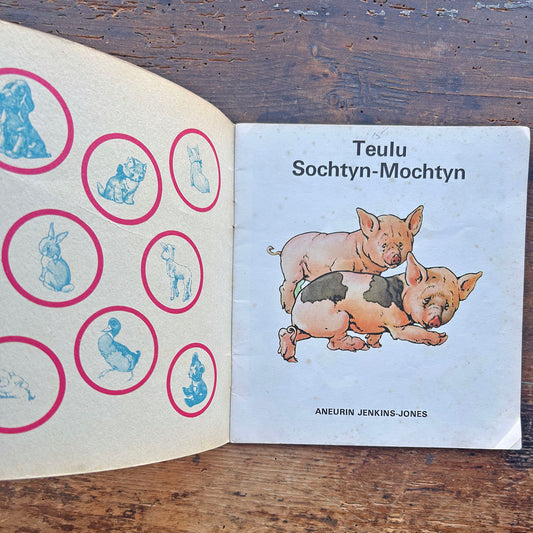 Teulu
Sochtyn-Mochtyn
ANEURIN JENKINS-JONES